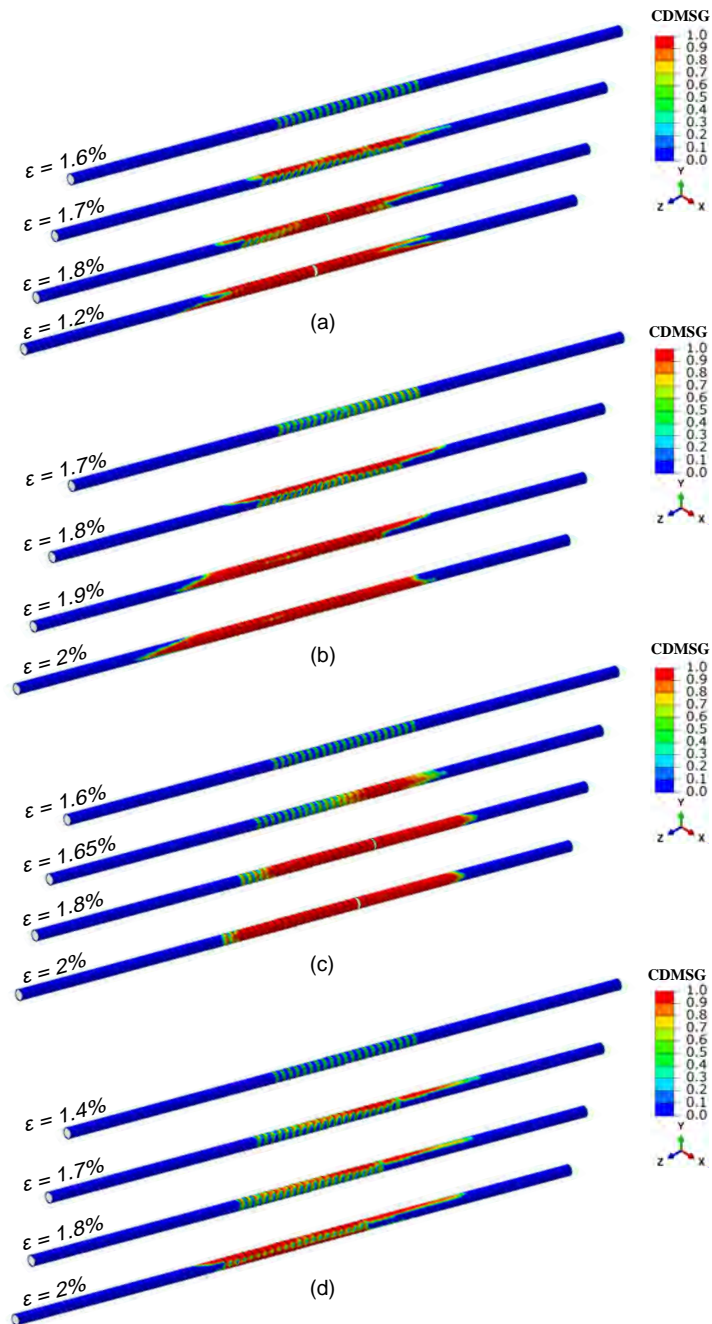 CDMSG
1.0
0.9
0.8
0.7
0.6
0.5
0.4
0.3
0.2
0.1
0.0
Y
Z X
ε = 1.6%
ε = 1.7%
ε = 1.8%
ε = 1.2%
(a)
CDMSG
1.0
0.9
0.8
0.7
0.6
0.5
0.4
0.3
0.2
0.1
0.0
Y
Z X
ε = 1.7%
ε = 1.8%
ε = 1.9%
ε = 2%
(b)
CDMSG
1.0
0.9
0.8
0.7
0.6
0.5
0.4
0.3
0.2
0.1
0.0
Y
Z X
ε = 1.6%
ε = 1.65%
ε = 1.8%
ε = 2%
(c)
CDMSG
1.0
0.9
0.8
0.7
0.6
0.5
0.4
0.3
0.2
0.1
0.0
Y
Z X
ε = 1.4%
ε = 1.7%
ε = 1.8%
ε = 2%
(d)